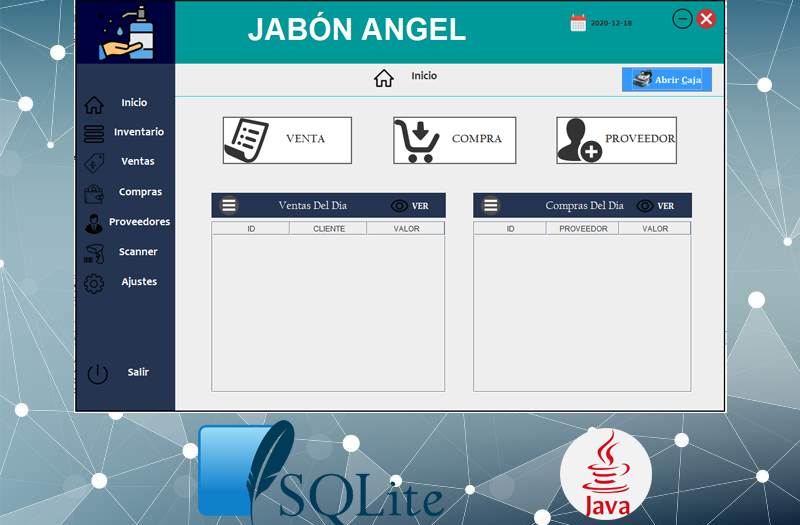 JABÓN ANGEL
2020-12-18
Inicio
Abrir Caja
Inicio
Inventario
Ventas
Compras
Proveedores
Scanner
Ajustes
Salir
VENTA
COMPRA
PROVEEDOR
Ventas Del Dia
VER
ID CLIENTE VALOR
Compras Del Dia
VER
ID PROVEEDOR VALOR
SQLite
Java